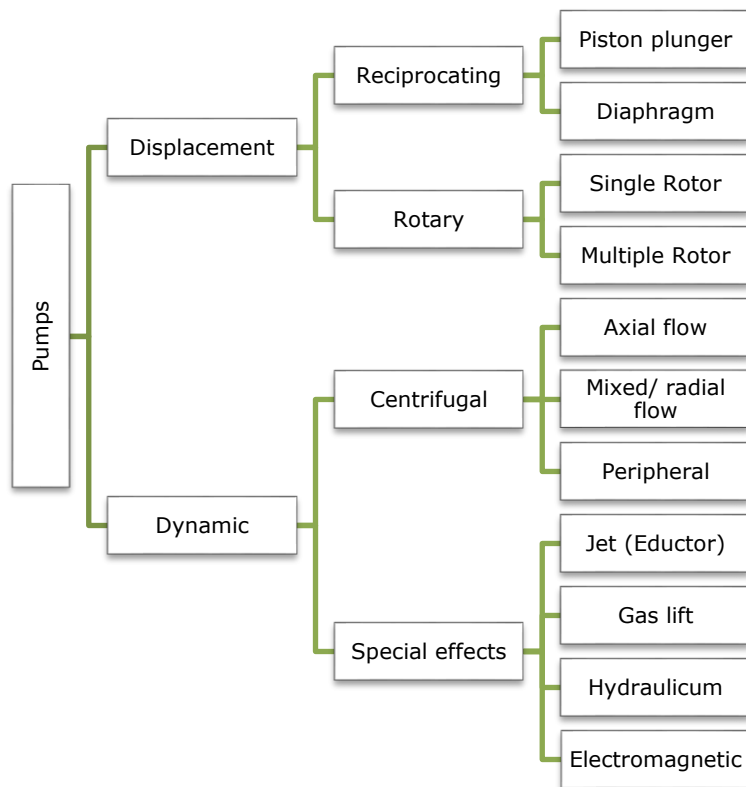 Pumps
Displacement
Reciprocating
Piston plunger
Diaphragm
Rotary
Single Rotor
Multiple Rotor
Dynamic
Centrifugal
Axial flow
Mixed/ radial
flow
Peripheral
Special effects
Jet (Eductor)
Gas lift
Hydraulicum
Electromagnetic